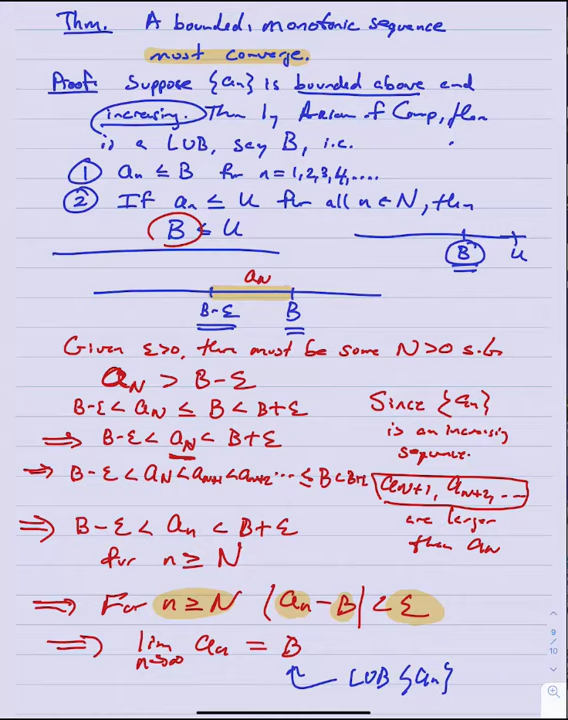 Thm. A bounded, monotonic sequence
must converge.
Proof: Suppose {an} is bounded above and
increasing. Then by Axiom of Comp, there
is a LUB, say B, i.e.
① an ≤ B for n = 1,2,3,4,....
② If an ≤ U for all n ∈ N, then
B ≤ U
B U
aN
B-ε B
Given ε>0, there must be some N>0 s.t.
aN > B-ε
B-ε < aN ≤ B < B+ε
⇒ B-ε < aN < B+ε
⇒ B-ε < aN < aN+1 < aN+2 ... ≤ B < B+ε
⇒ B-ε < an < B+ε
for n ≥ N
Since {an}
is an increasing
sequence.
aN+1, aN+2, ...
are larger
than aN
⇒ For n ≥ N |an - B| < ε
⇒ lim n→∞ an = B
LUB {an}
9
/
10